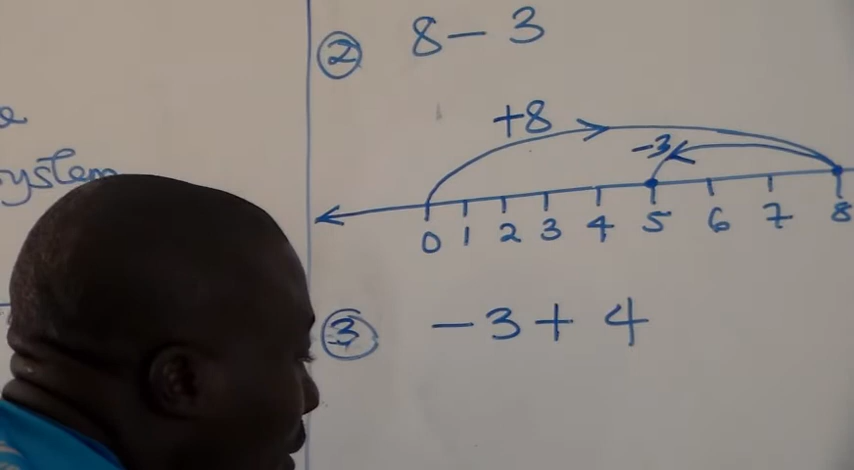 ystem
② 8 - 3
+8
-3
0 1 2 3 4 5 6 7 8
③ -3 + 4